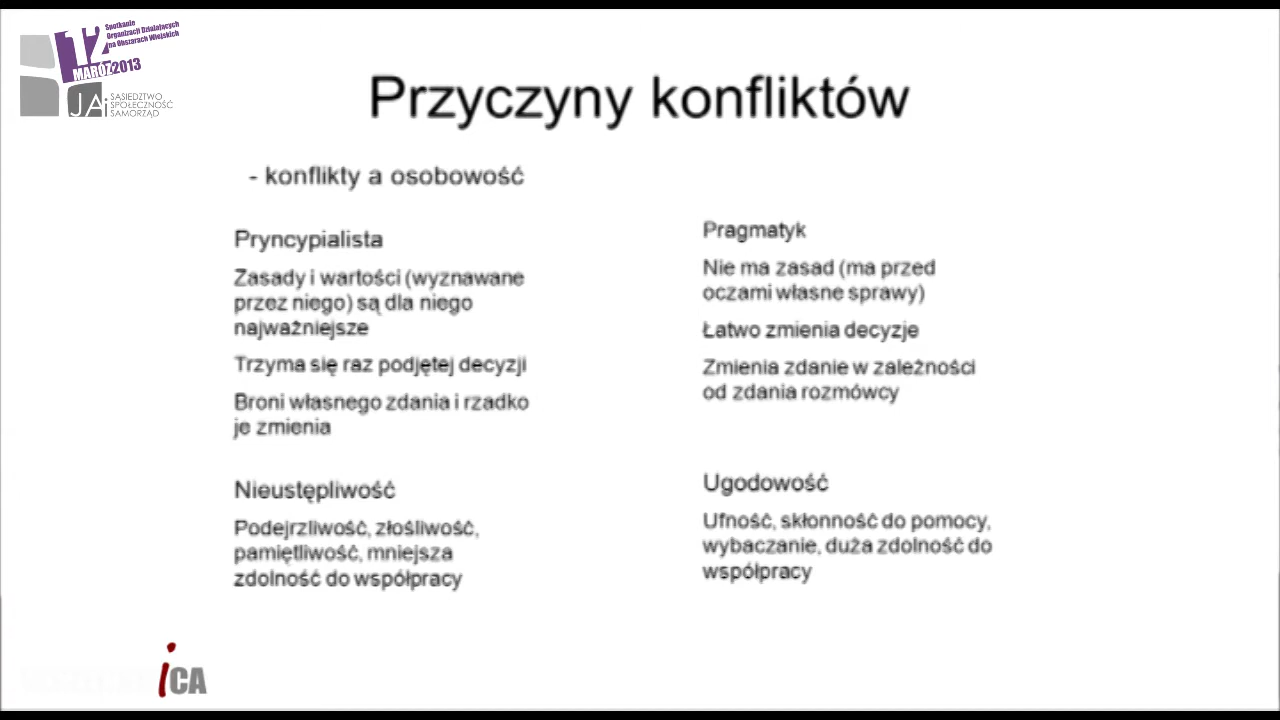 Spotkanie
Organizacji Działających
na Obszarach Wiejskich
12
MARÓZ2013
JA i
SĄSIEDZTWO
SPOŁECZNOŚĆ
SAMORZĄD
Przyczyny konfliktów
- konflikty a osobowość
Pryncypialista
Zasady i wartości (wyznawane
przez niego) są dla niego
najważniejsze
Trzyma się raz podjętej decyzji
Broni własnego zdania i rzadko
je zmienia
Nieustępliwość
Podejrzliwość, złośliwość,
pamiętliwość, mniejsza
zdolność do współpracy
Pragmatyk
Nie ma zasad (ma przed
oczami własne sprawy)
Łatwo zmienia decyzje
Zmienia zdanie w zależności
od zdania rozmówcy
Ugodowość
Ufność, skłonność do pomocy,
wybaczanie, duża zdolność do
współpracy
iCA